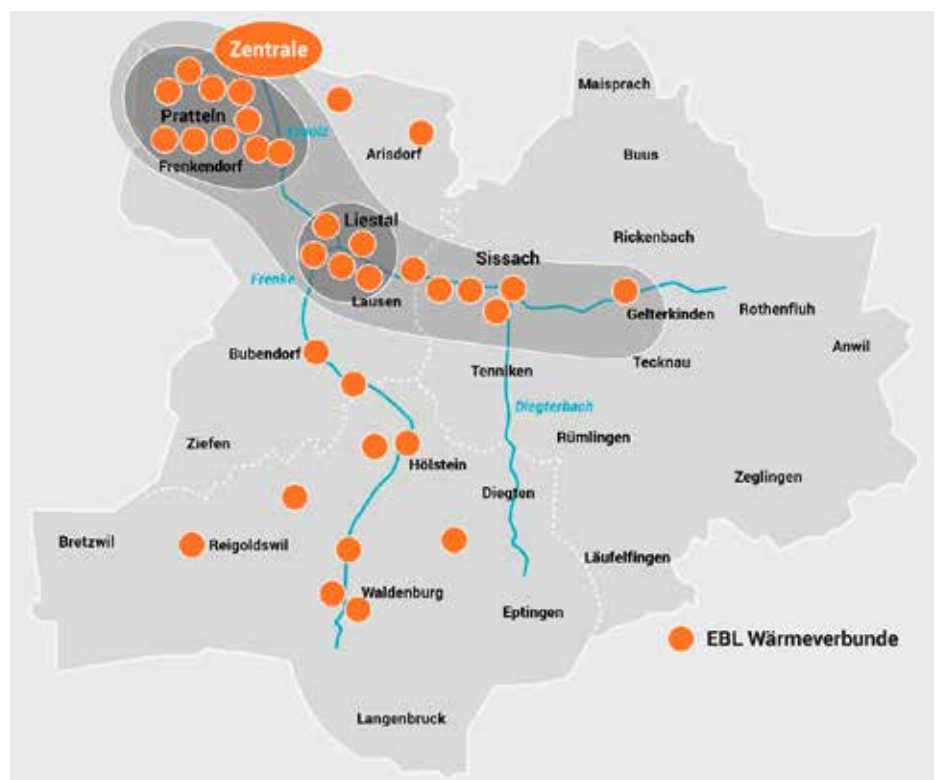 Zentrale
Maisprach
Pratteln
Arisdorf
Buus
Frenkendorf
Liestal
Rickenbach
Sissach
Frenke
Lausen
Gelterkinden
Rothenfluh
Anwil
Bubendorf
Tenniken
Tecknau
Diegterbach
Ziefen
Rümlingen
Hölstein
Zeglingen
Diegten
Bretzwil
Reigoldswil
Läufelfingen
Waldenburg
Eptingen
EBL Wärmeverbunde
Langenbruck